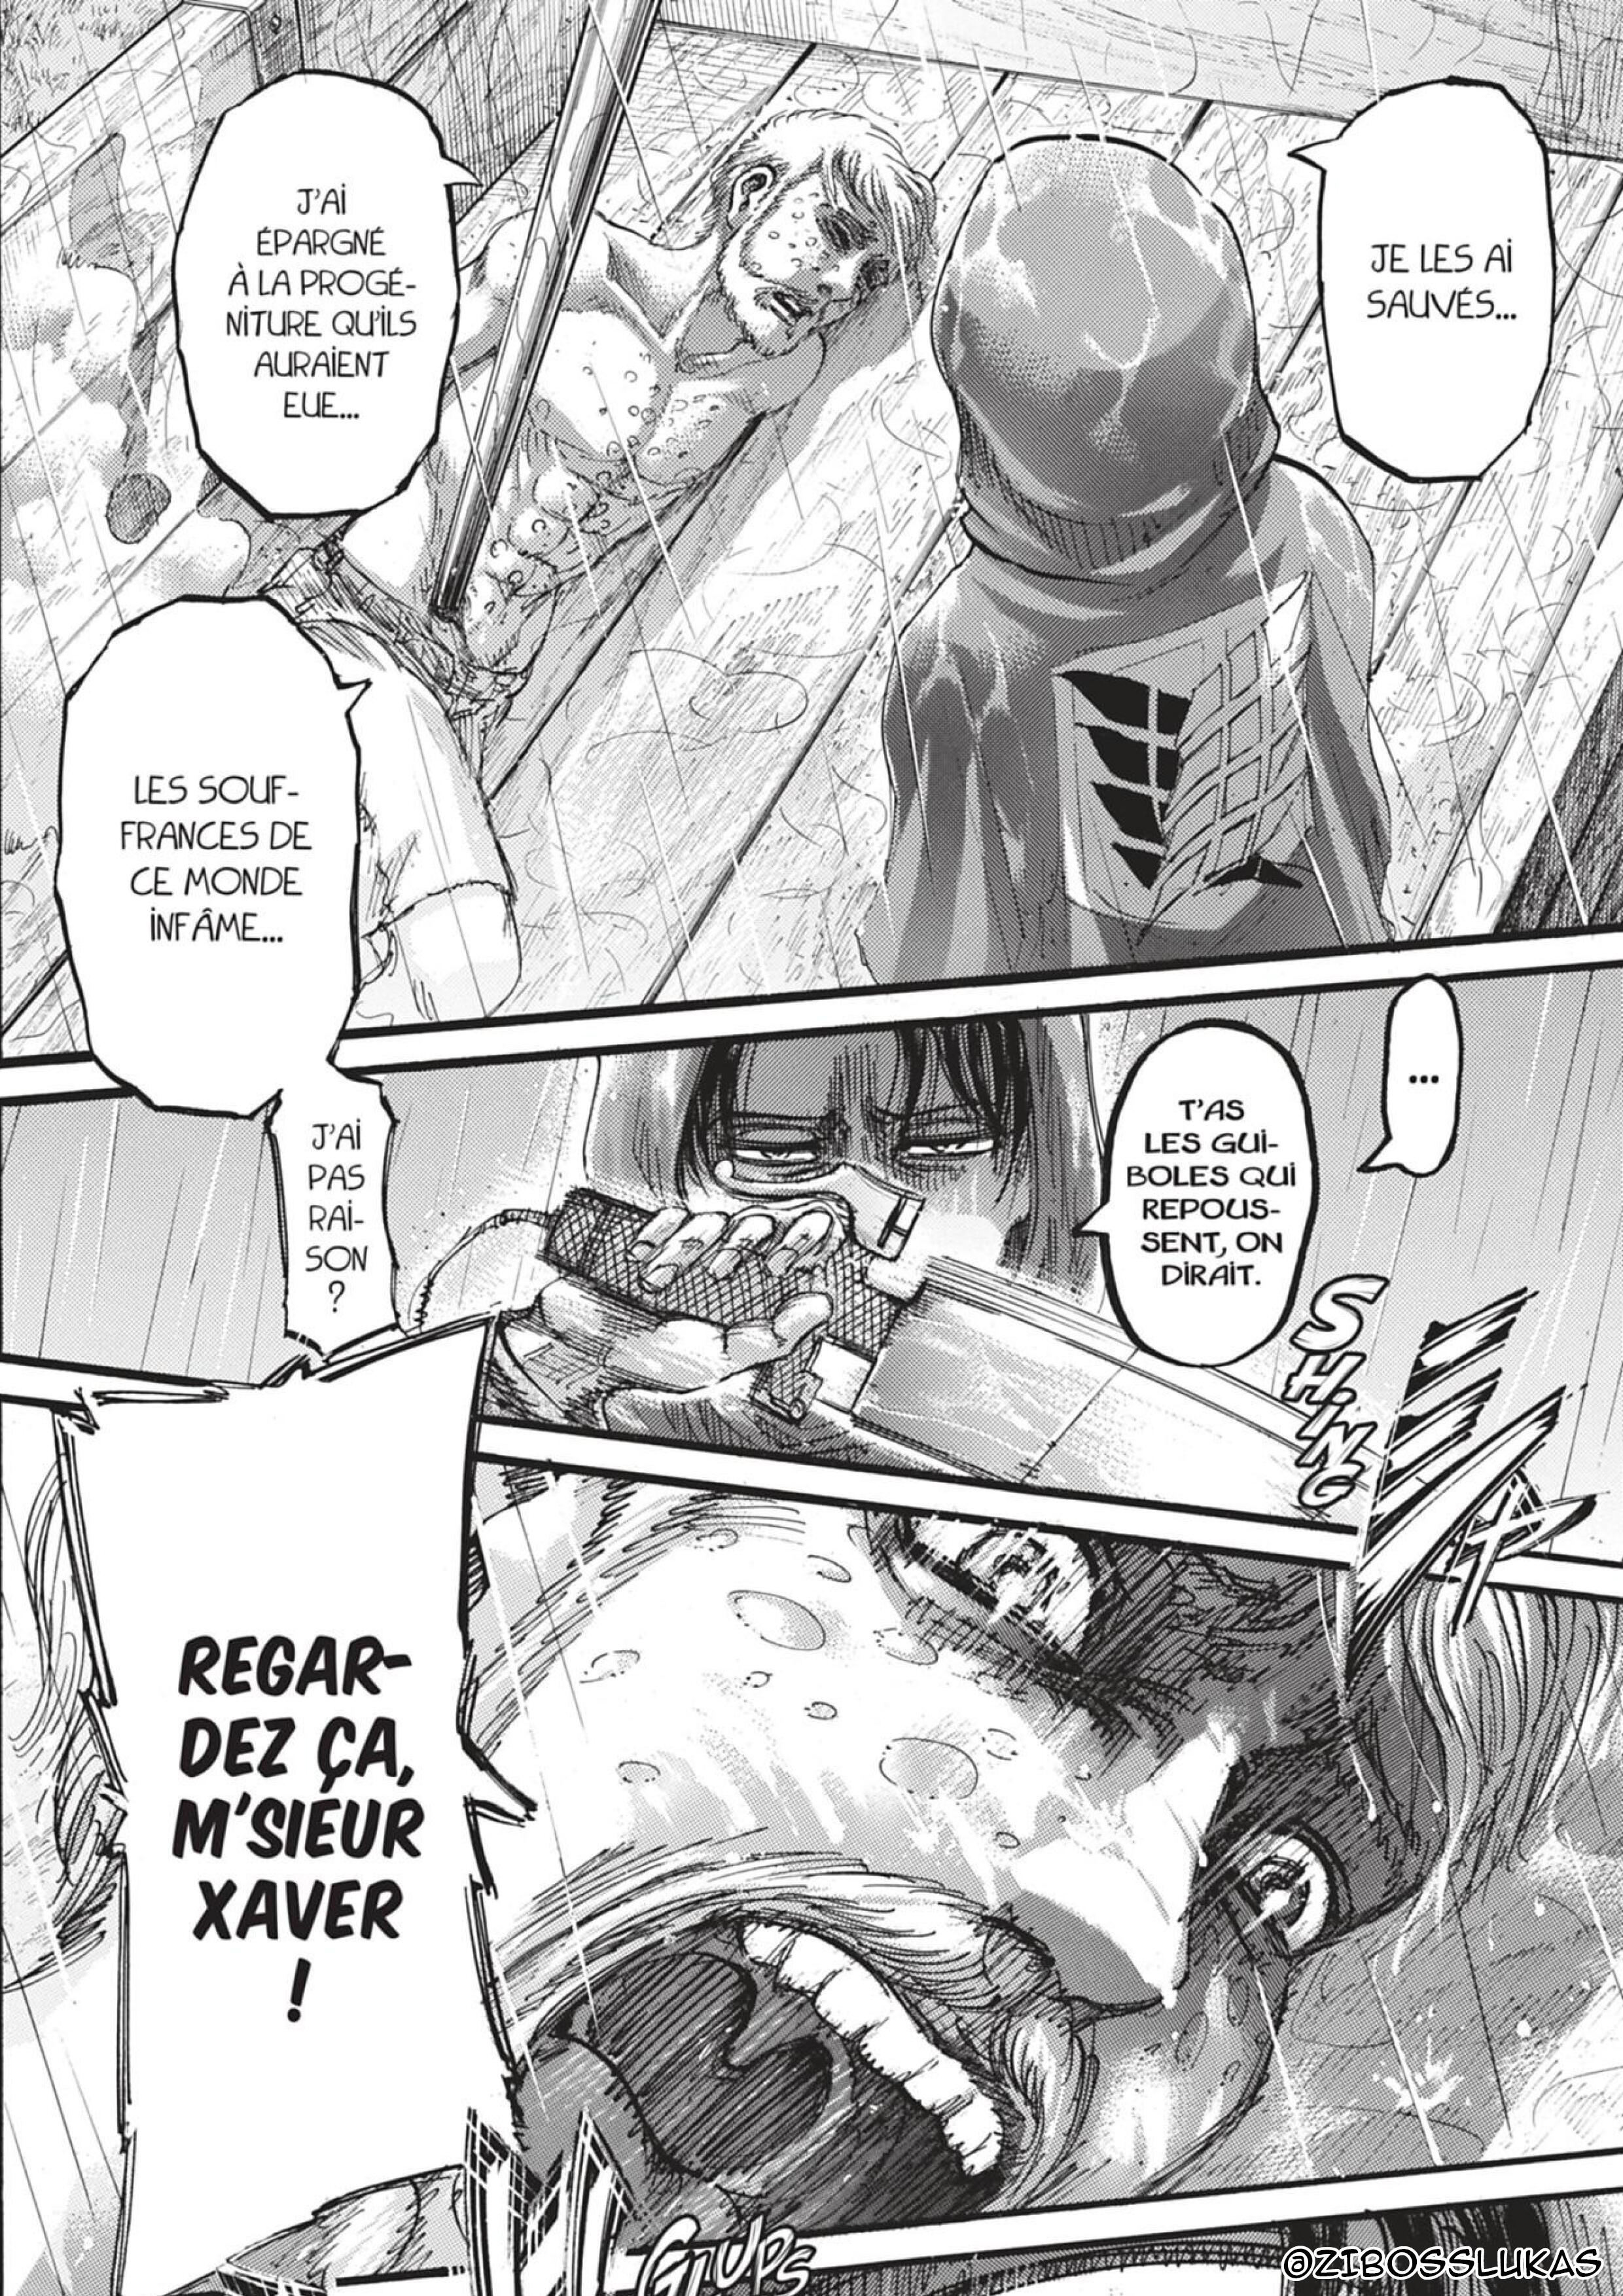 JE LES AI
SAUVÉS...
J'AI
ÉPARGNÉ
À LA PROGÉ-
NITURE QU'ILS
AURAIENT
EUE...
LES SOUF-
FRANCES DE
CE MONDE
INFÂME...
J'AI
PAS
RAI-
SON
?
...
T'AS
LES GUI-
BOLES QUI
REPOUS-
SENT, ON
DIRAIT.
SHING
REGAR-
DEZ ÇA,
M'SIEUR
XAVER
!
@ZIBOSSLUKAS